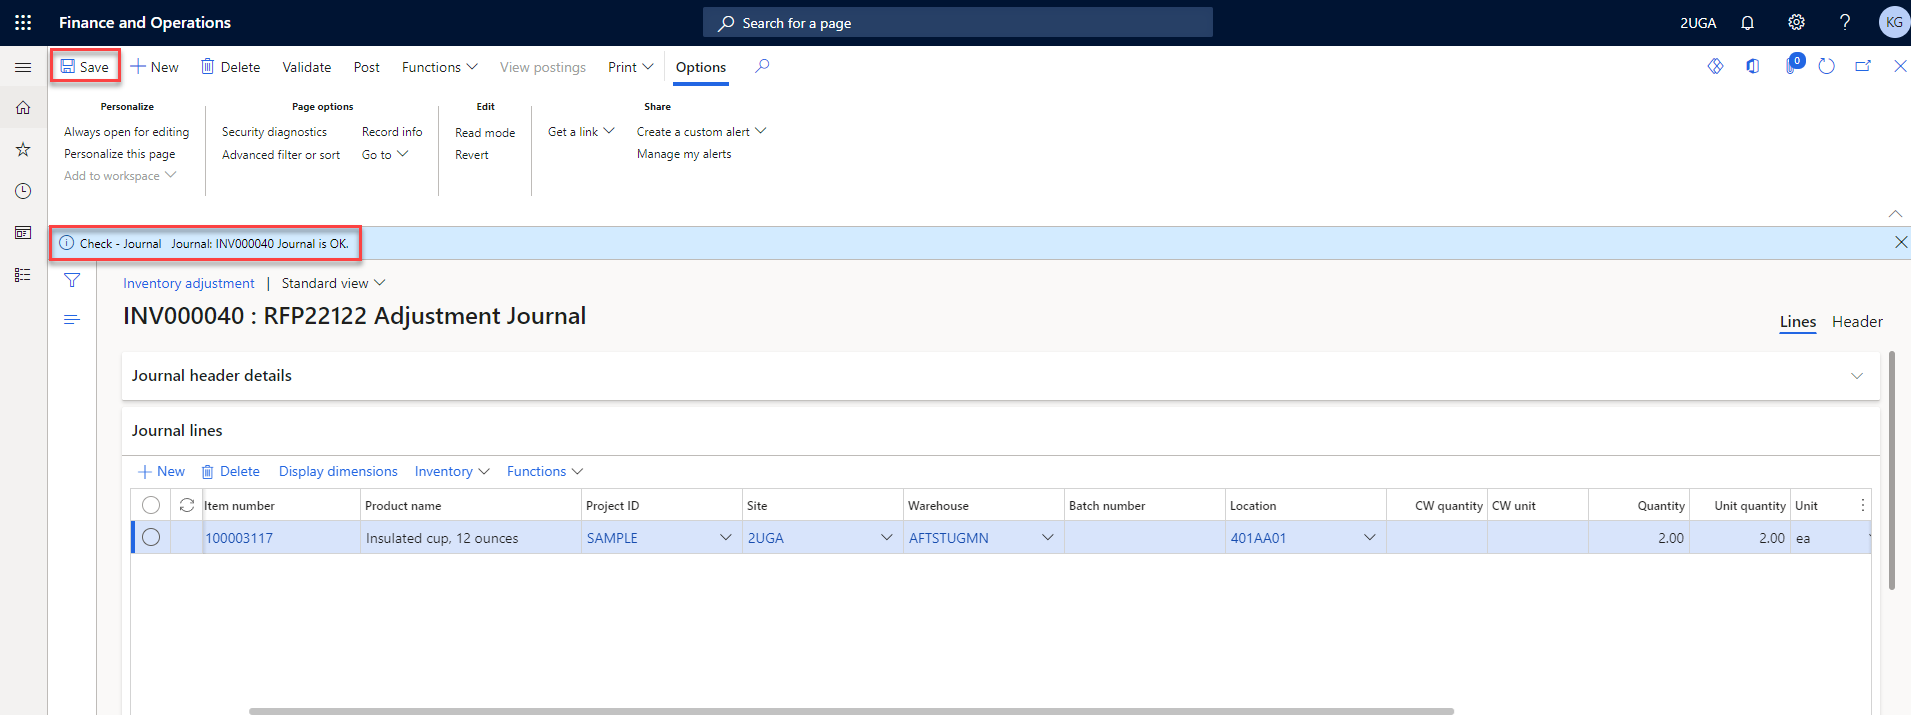 Finance and Operations
Search for a page
2UGA
KG
Save
New
Delete
Validate
Post
Functions
View postings
Print
Options
0
Personalize
Page options
Edit
Share
Always open for editing
Security diagnostics
Record info
Read mode
Get a link
Create a custom alert
Personalize this page
Advanced filter or sort
Go to
Revert
Manage my alerts
Add to workspace
Check - Journal Journal: INV000040 Journal is OK.
Inventory adjustment | Standard view
INV000040 : RFP22122 Adjustment Journal
Lines
Header
Journal header details
Journal lines
New
Delete
Display dimensions
Inventory
Functions
Item number
Product name
Project ID
Site
Warehouse
Batch number
Location
CW quantity
CW unit
Quantity
Unit quantity
Unit
100003117
Insulated cup, 12 ounces
SAMPLE
2UGA
AFTSTUGMN
401AA01
2.00
2.00
ea